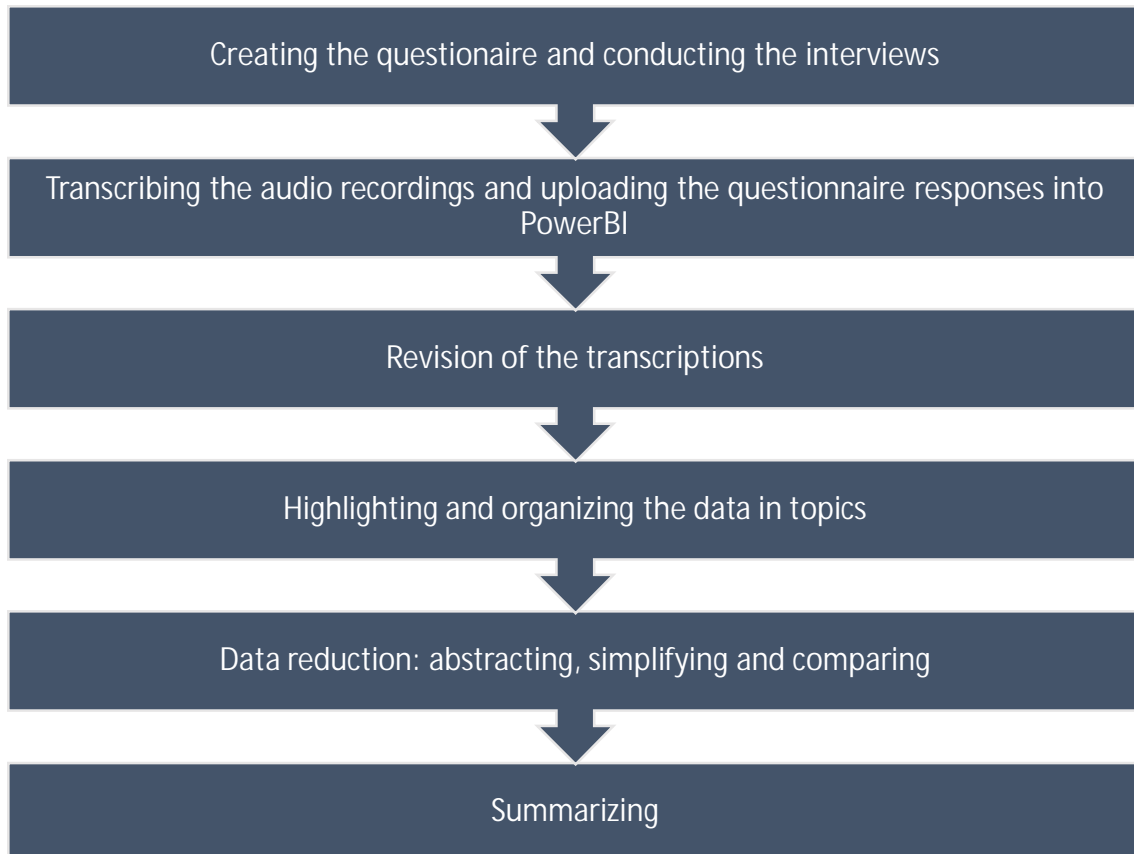 Creating the questionaire and conducting the interviews
Transcribing the audio recordings and uploading the questionnaire responses into
PowerBI
Revision of the transcriptions
Highlighting and organizing the data in topics
Data reduction: abstracting, simplifying and comparing
Summarizing